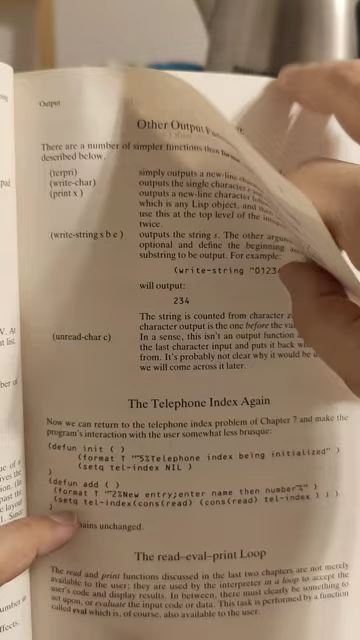 Output
Other Output
There are a number of simpler functions than
described below.
(terpri) simply outputs a new-line
(write-char) outputs the single character
(print x) outputs a new-line character
which is any Lisp object, and
use this at the top level of the
twice.
(write-string s b e) outputs the string s. The other
optional and define the beginning
substring to be output. For example:
(write-string "0123
will output:
234
The string is counted from character
character output is the one before the
(unread-char c) In a sense, this isn't an output function
the last character input and puts it back
from. It's probably not clear why it would be
we will come across it later.
The Telephone Index Again
Now we can return to the telephone index problem of Chapter 7 and make the
program's interaction with the user somewhat less brusque:
(defun init ( )
(format T "~5%Telephone index being initialised" )
(setq tel-index NIL )
)
(defun add ( )
(format T "~2%New entry;enter name then number~%" )
(setq tel-index(cons(read) (cons(read) tel-index ) ) )
)
unchanged.
The read–eval–print Loop
The read and print functions discussed in the last two chapters are not merely
available to the user; they are used by the interpreter in a loop to accept the
user's code and display results. In between, there must clearly be something to
act upon, or evaluate the input code or data. This task is performed by a function
called eval which is, of course, also available to the user.